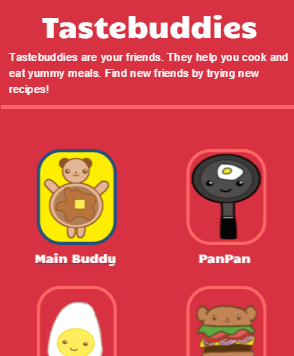 Tastebuddies
Tastebuddies are your friends. They help you cook and
eat yummy meals. Find new friends by trying new
recipes!
Main Buddy
PanPan